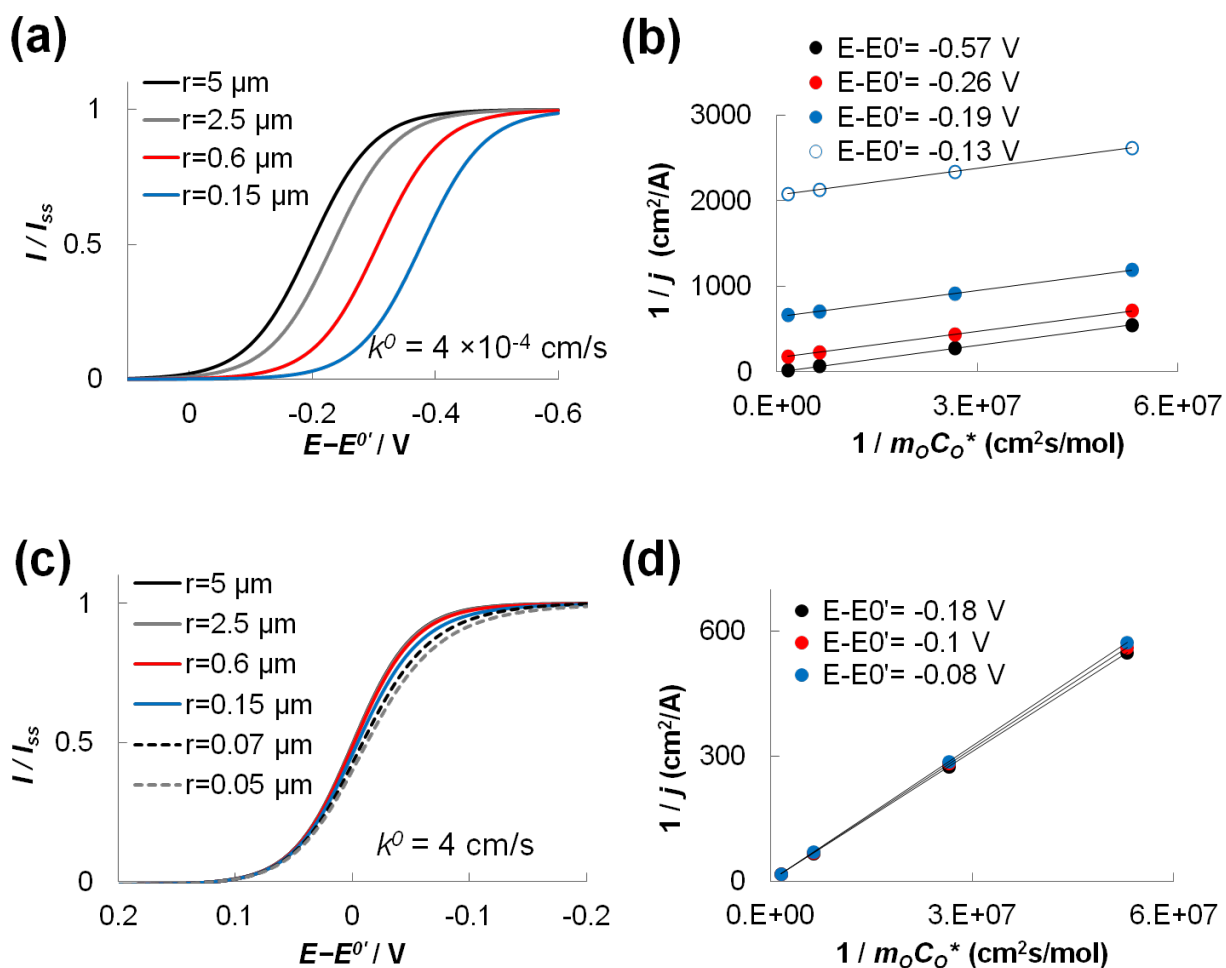 (a)
r=5 µm
r=2.5 µm
r=0.6 µm
r=0.15 µm
1
0.5
0
I / Iss
k⁰ = 4 ×10⁻⁴ cm/s
0
-0.2
-0.4
-0.6
E−E⁰' / V
(b)
E-E0'= -0.57 V
E-E0'= -0.26 V
E-E0'= -0.19 V
E-E0'= -0.13 V
3000
2000
1000
0
1 / j (cm²/A)
0.E+00
3.E+07
6.E+07
1 / mOCO* (cm²s/mol)
(c)
r=5 µm
r=2.5 µm
r=0.6 µm
r=0.15 µm
r=0.07 µm
r=0.05 µm
1
0.5
0
I / Iss
k⁰ = 4 cm/s
0.2
0.1
0
-0.1
-0.2
E−E⁰' / V
(d)
E-E0'= -0.18 V
E-E0'= -0.1 V
E-E0'= -0.08 V
600
300
0
1 / j (cm²/A)
0.E+00
3.E+07
6.E+07
1 / mOCO* (cm²s/mol)